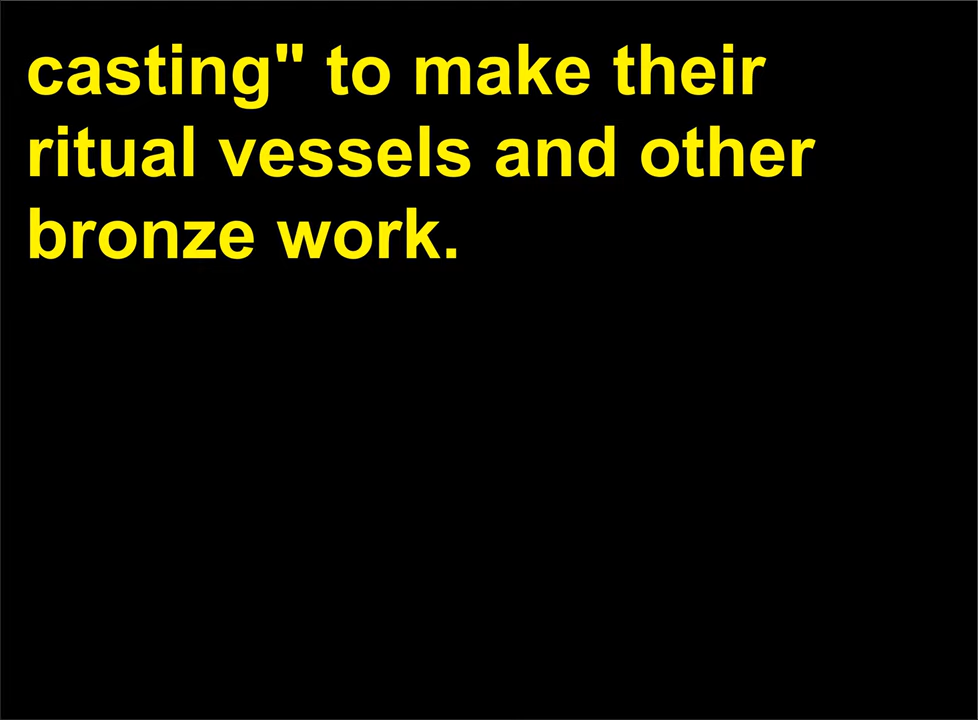 casting" to make their
ritual vessels and other
bronze work.